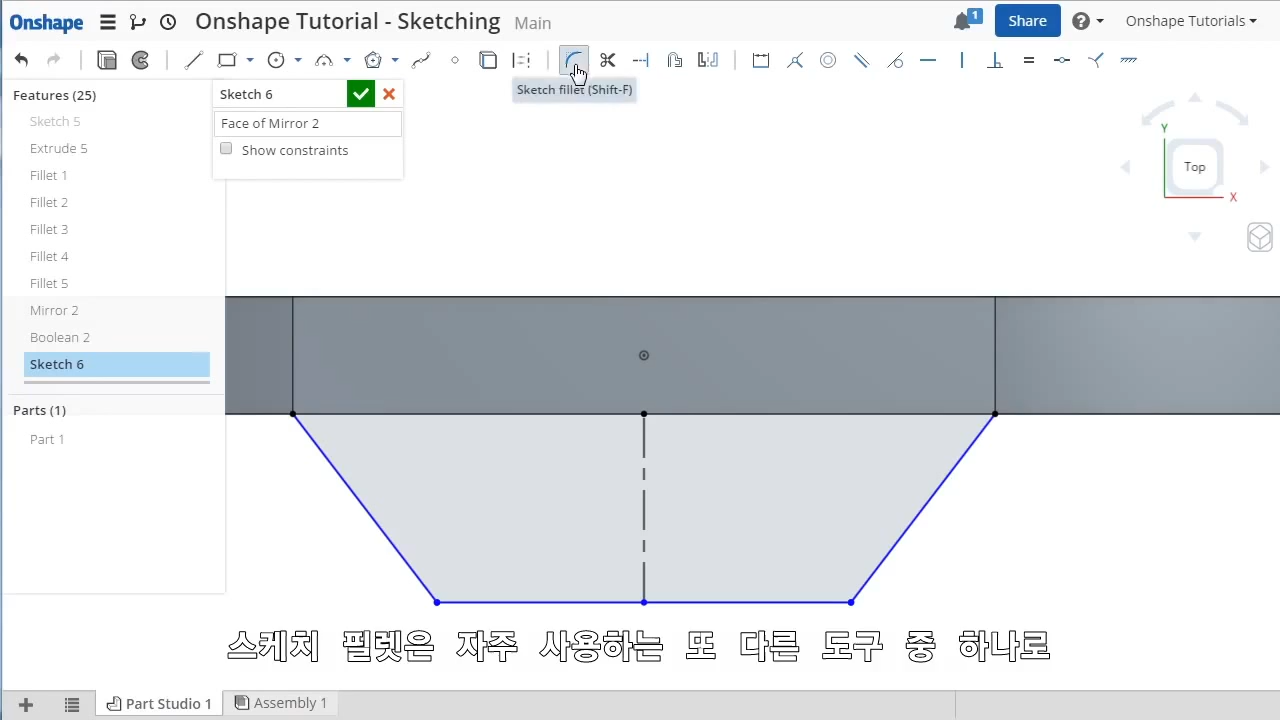 Onshape
Onshape Tutorial - Sketching
Main
1
Share
Onshape Tutorials
Sketch fillet (Shift-F)
Features (25)
Sketch 5
Extrude 5
Fillet 1
Fillet 2
Fillet 3
Fillet 4
Fillet 5
Mirror 2
Boolean 2
Sketch 6
Parts (1)
Part 1
Sketch 6
Face of Mirror 2
Show constraints
Y
Top
X
스케치 필렛은 자주 사용하는 또 다른 도구 중 하나로
Part Studio 1
Assembly 1